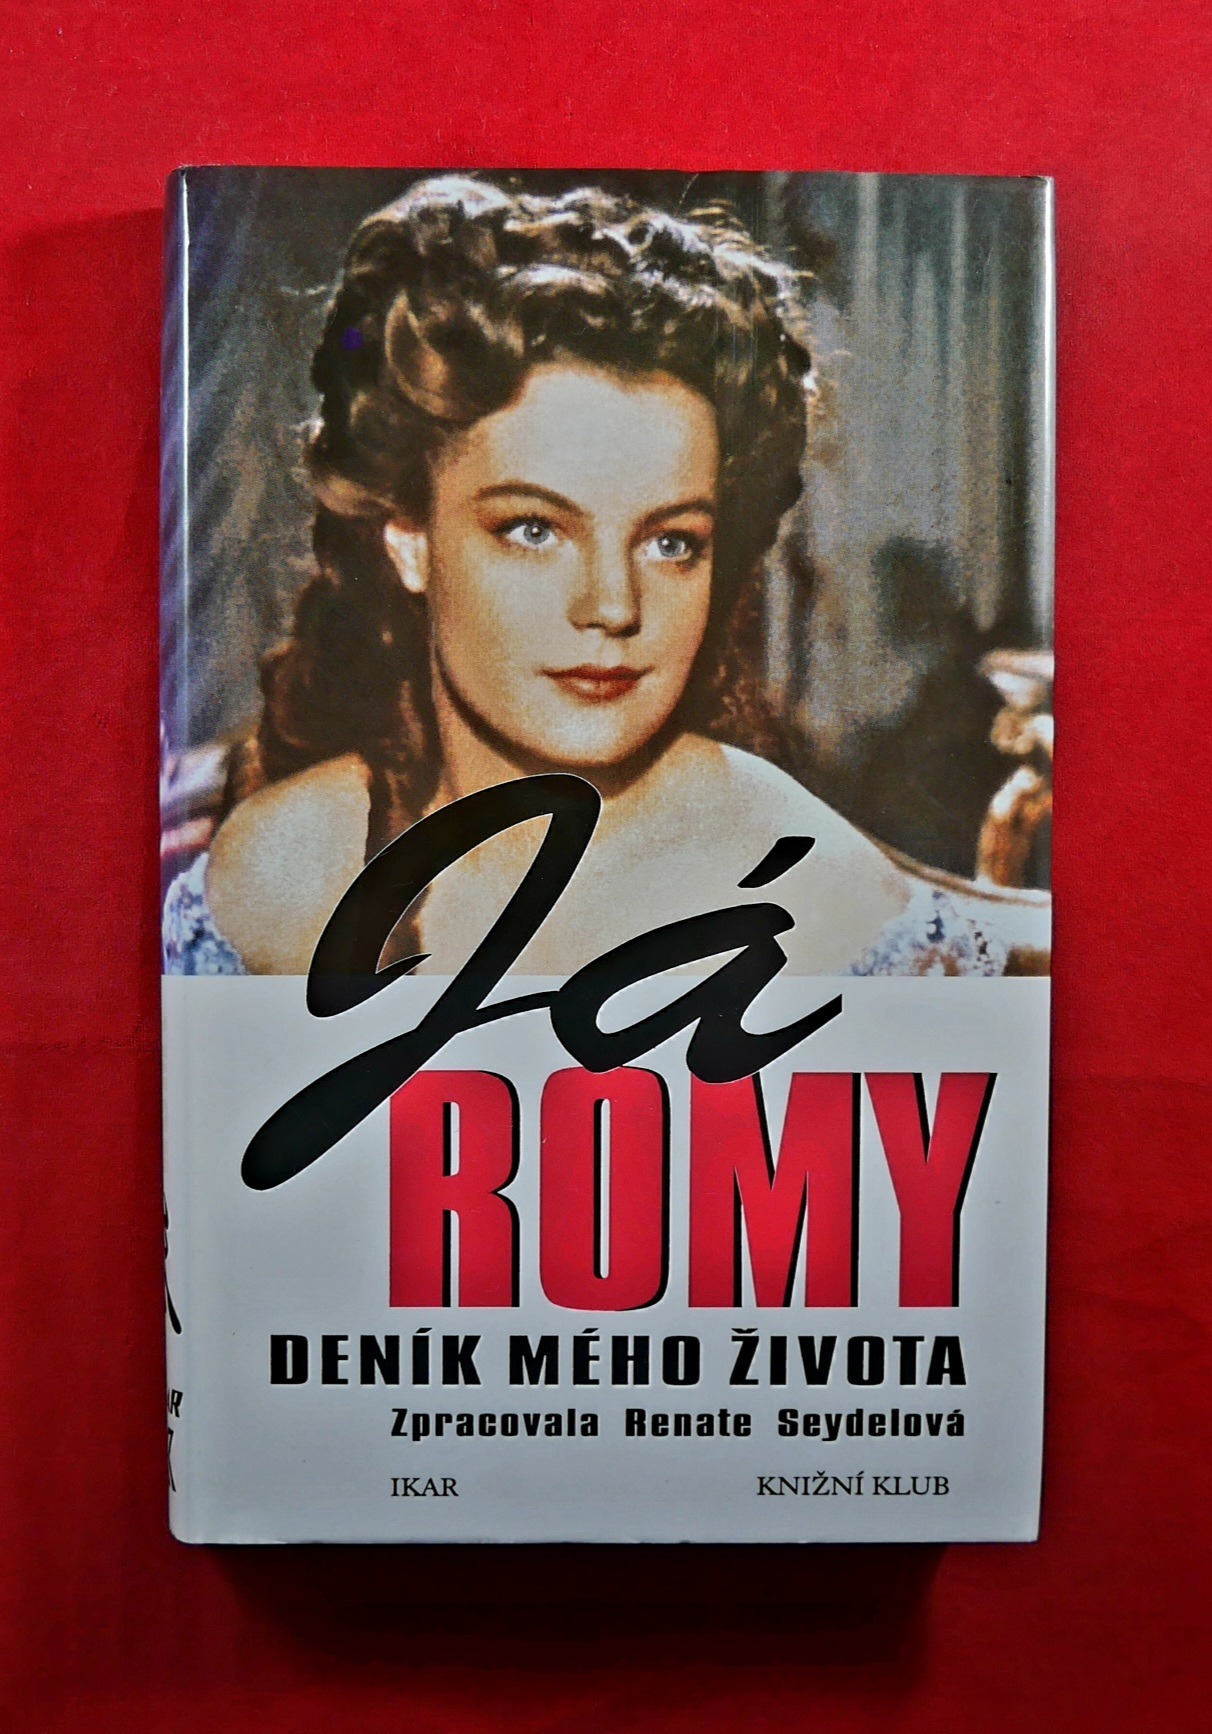 Já
ROMY
DENÍK MÉHO ŽIVOTA
Zpracovala Renate Seydelová
IKAR KNIŽNÍ KLUB